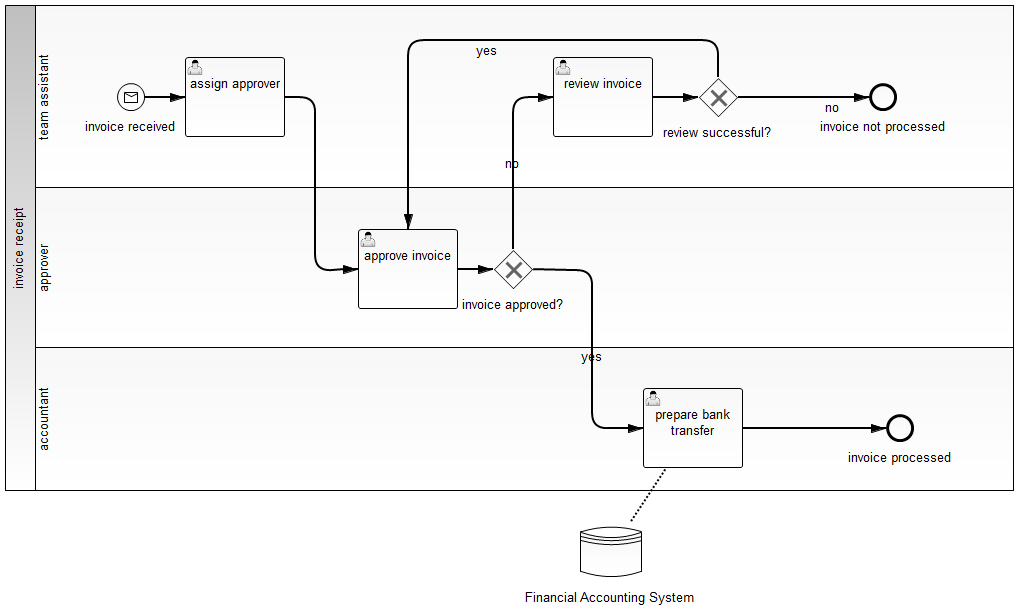 invoice receipt
team assistant
invoice received
assign approver
yes
review invoice
review successful?
no
invoice not processed
no
approver
approve invoice
invoice approved?
yes
accountant
prepare bank
transfer
invoice processed
Financial Accounting System